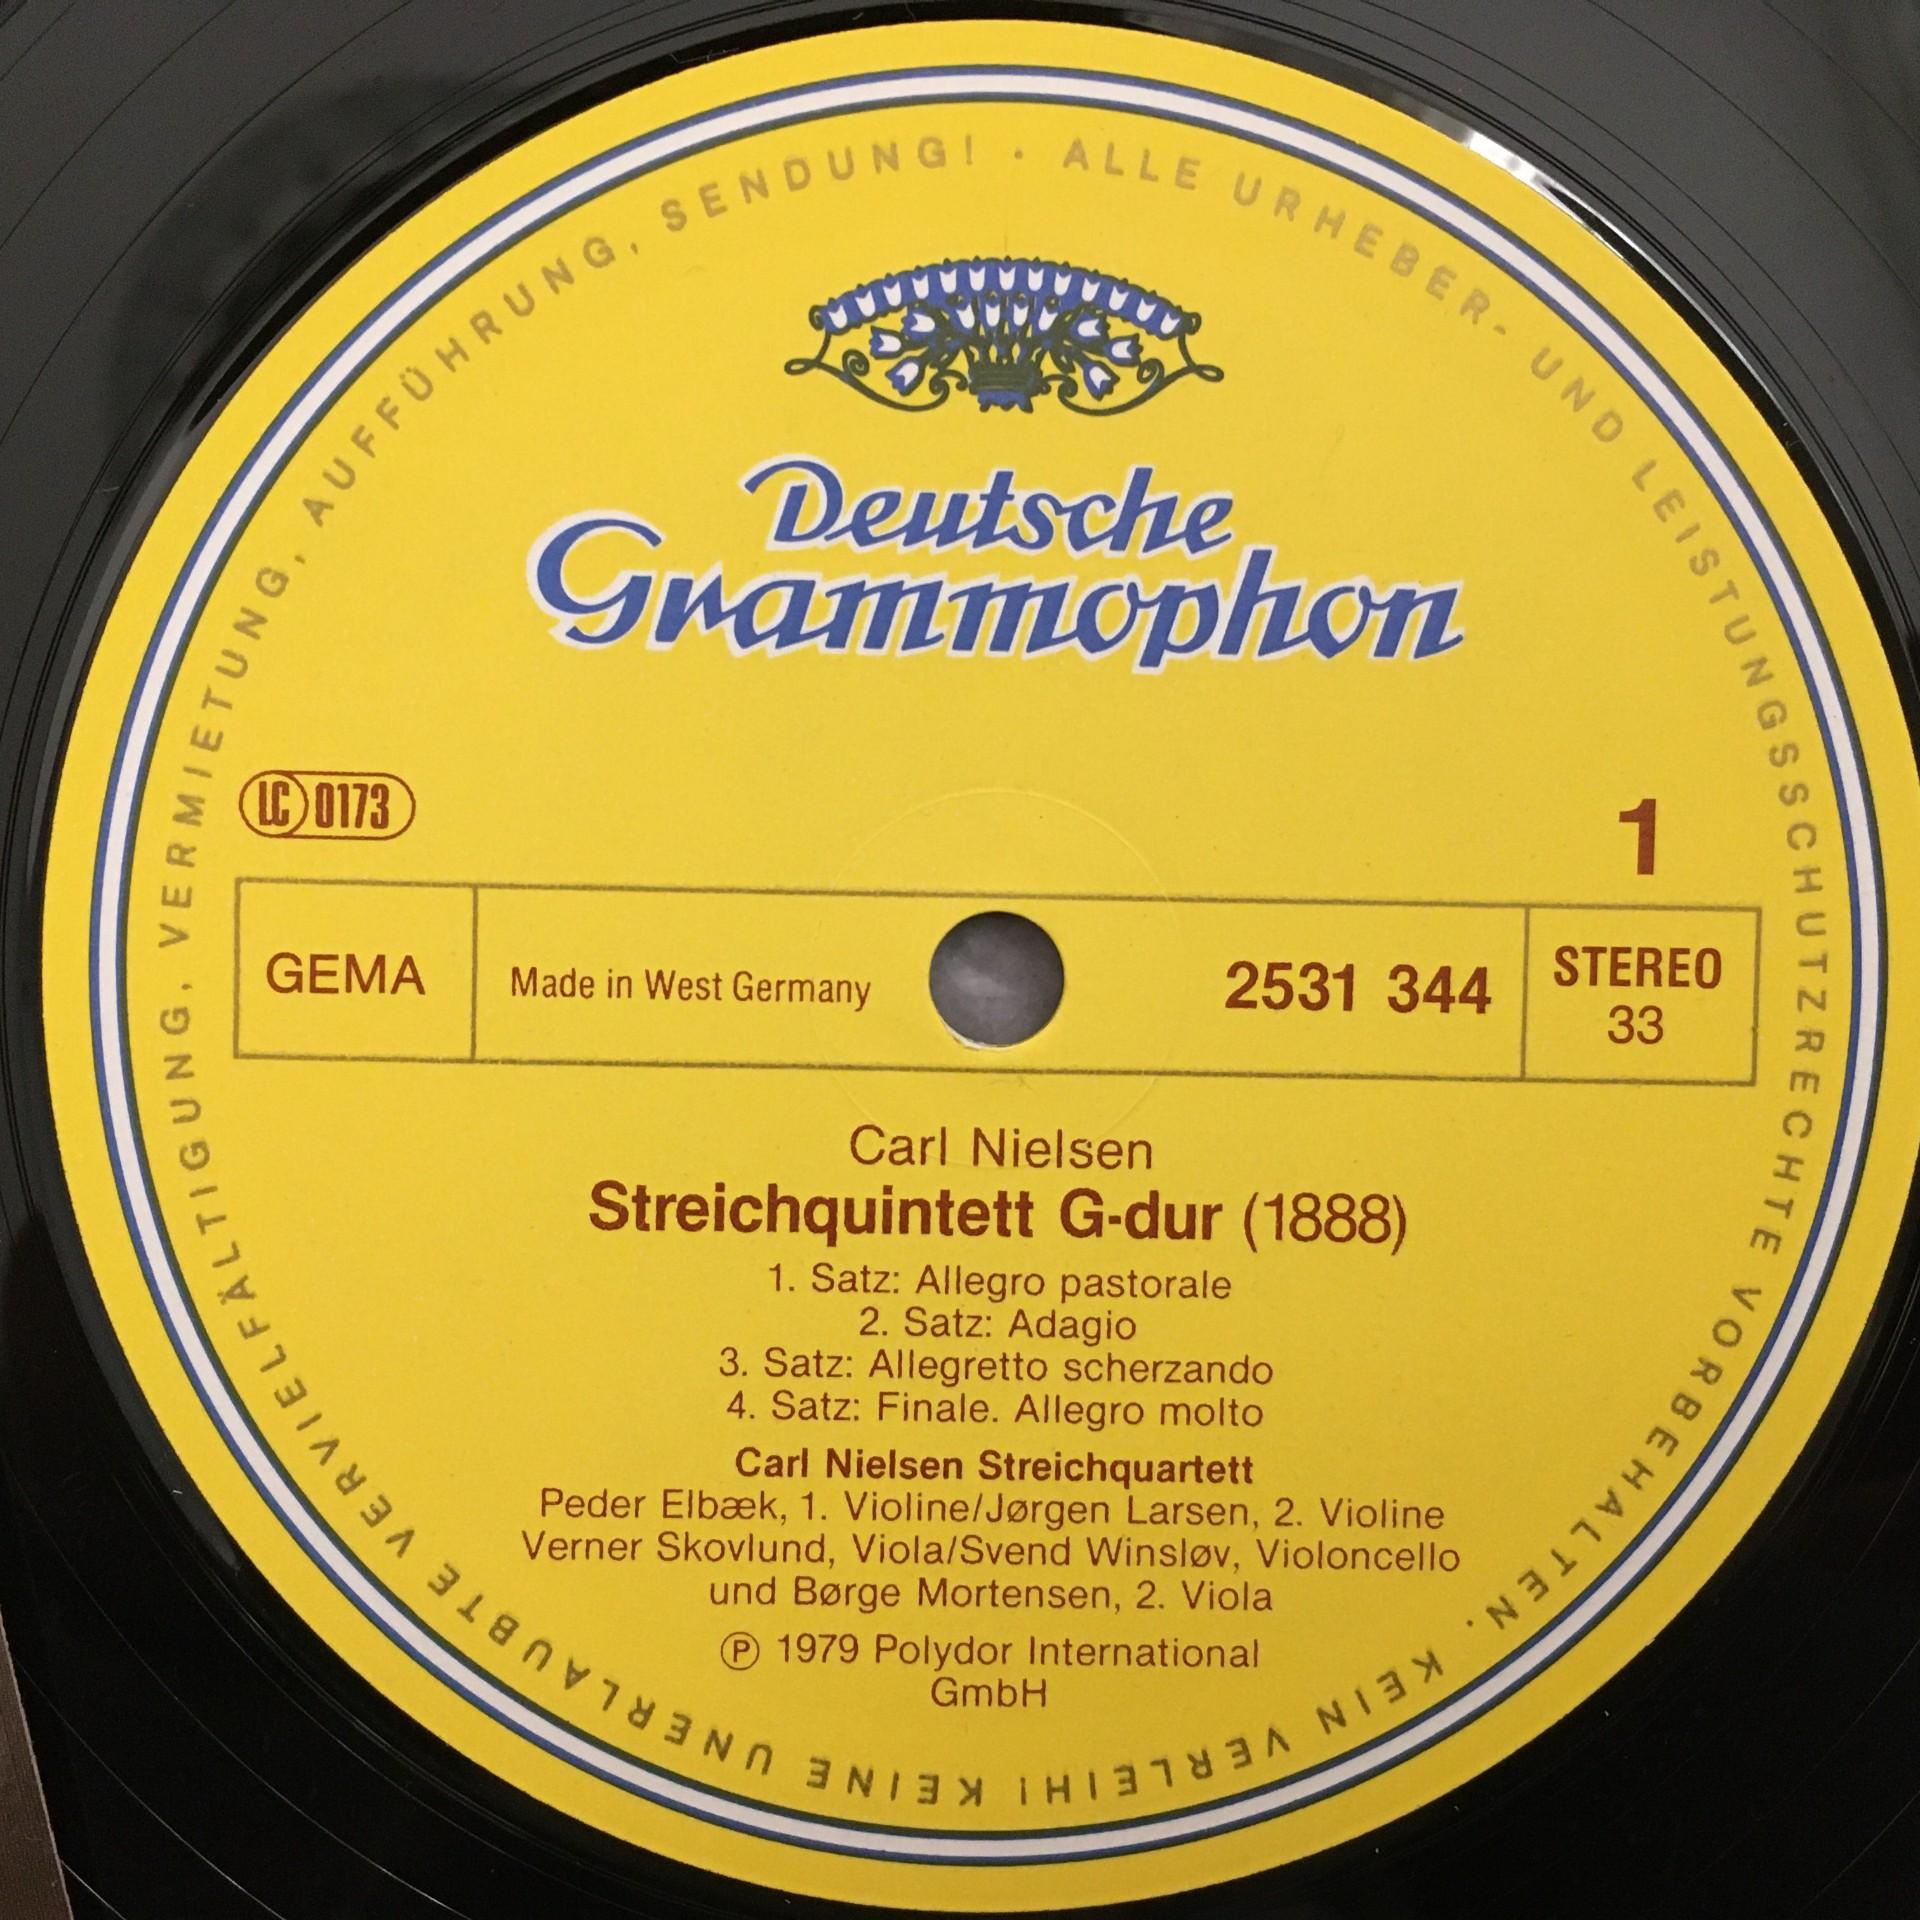 ALLE URHEBER- UND LEISTUNGSSCHUTZRECHTE VORBEHALTEN. KEIN VERLEIH! KEINE UNERLAUBTE VERVIELFÄLTIGUNG, VERMIETUNG, AUFFÜHRUNG, SENDUNG! ·
Deutsche
Grammophon
LC 0173
1
GEMA
Made in West Germany
2531 344
STEREO
33
Carl Nielsen
Streichquintett G-dur (1888)
1. Satz: Allegro pastorale
2. Satz: Adagio
3. Satz: Allegretto scherzando
4. Satz: Finale. Allegro molto
Carl Nielsen Streichquartett
Peder Elbæk, 1. Violine/Jørgen Larsen, 2. Violine
Verner Skovlund, Viola/Svend Winsløv, Violoncello
und Børge Mortensen, 2. Viola
Ⓟ 1979 Polydor International
GmbH